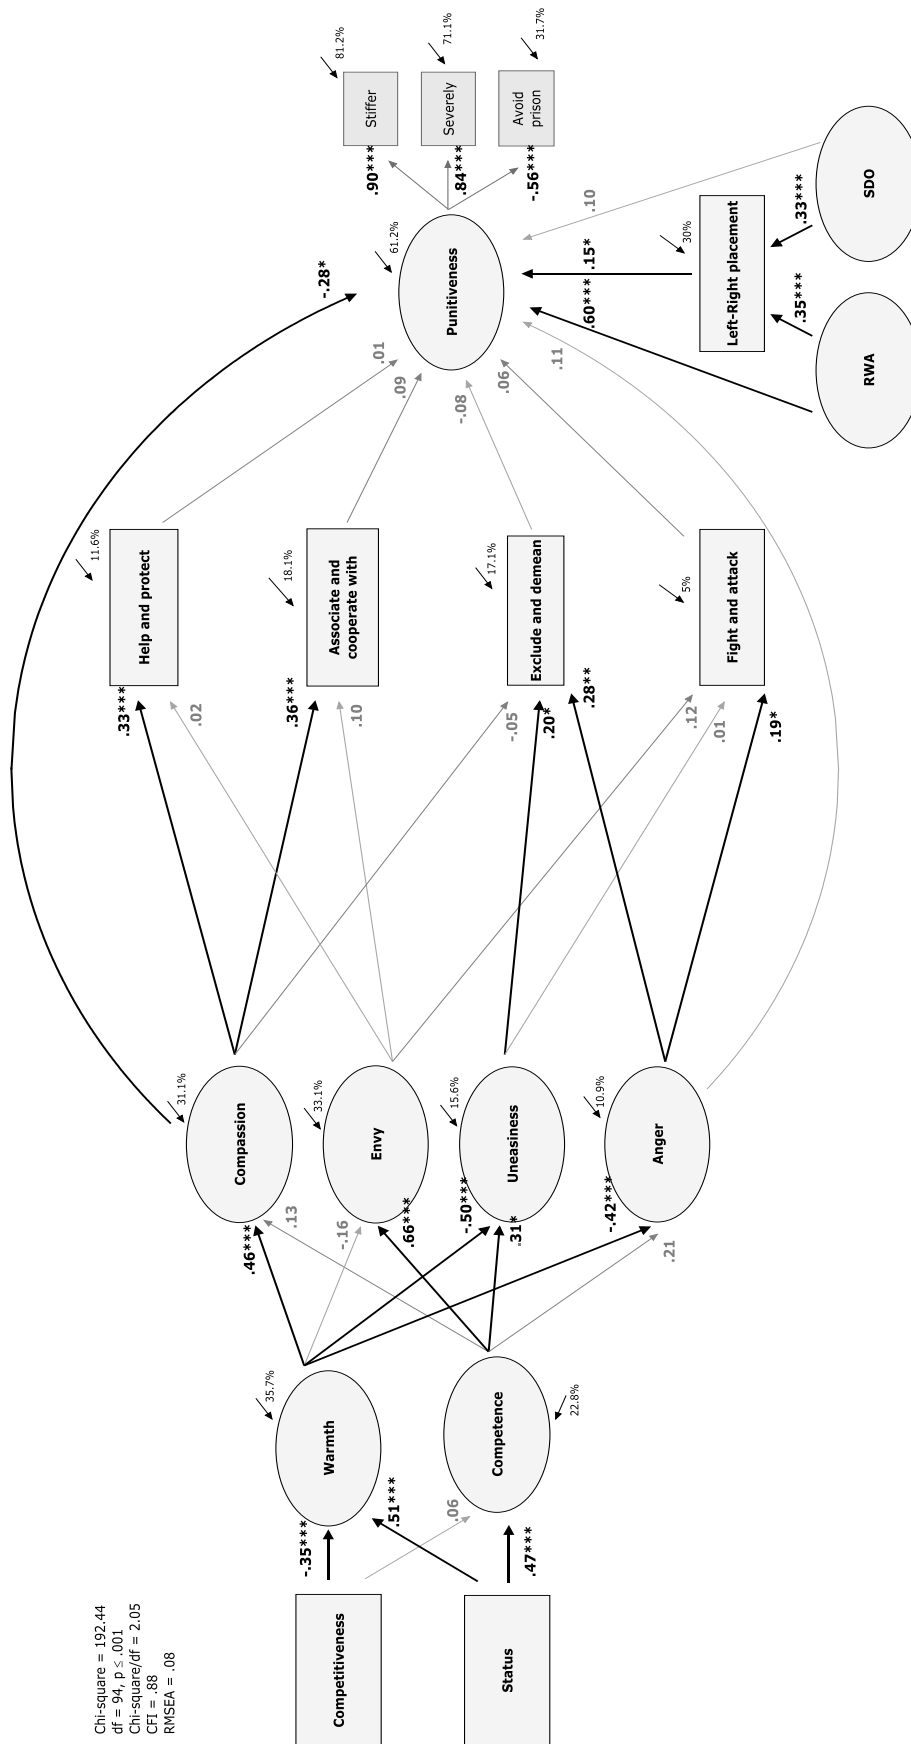 Chi-square = 192.44
df = 94, p ≤ .001
Chi-square/df = 2.05
CFI = .88
RMSEA = .08
Competitiveness
Status
-.35***
.51***
.06
.47***
35.7%
Warmth
22.8%
Competence
.46***
.13
-.16
.66***
-.50***
.31*
-.42***
.21
31.1%
Compassion
33.1%
Envy
15.6%
Uneasiness
10.9%
Anger
.33***
.02
.36***
.10
-.05
.20*
.28**
.12
.01
.19*
11.6%
Help and protect
18.1%
Associate and
cooperate with
17.1%
Exclude and demean
5%
Fight and attack
-.28*
.01
.09
-.08
.06
.11
.60***
.15*
.10
61.2%
Punitiveness
.90***
.84***
-.56***
81.2%
Stiffer
71.1%
Severely
31.7%
Avoid
prison
30%
Left-Right placement
.35***
.33***
RWA
SDO